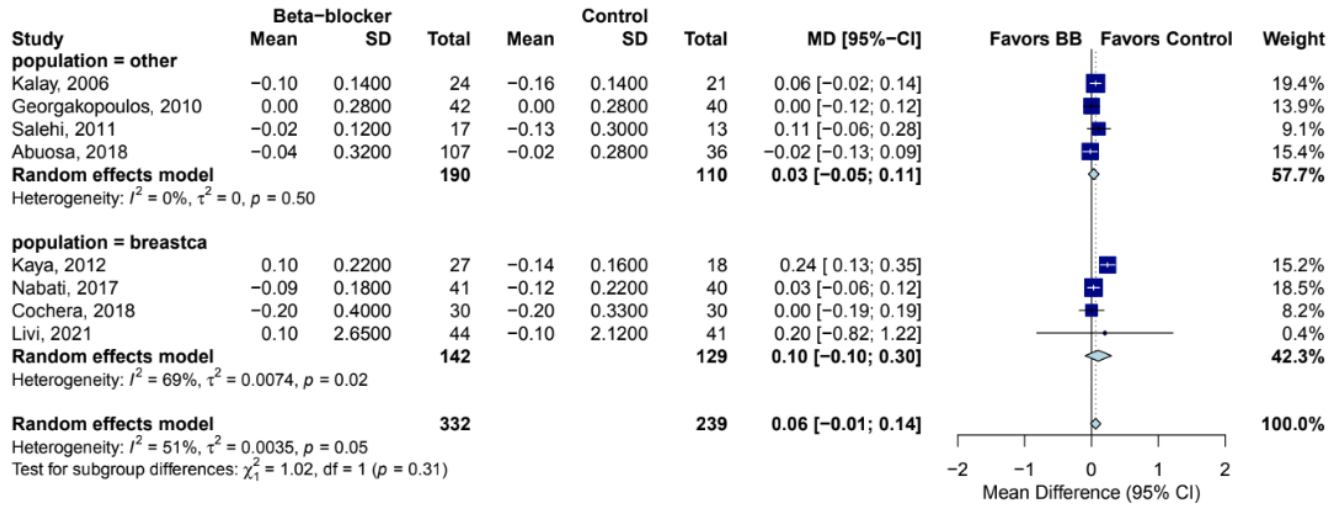 Beta−blocker Control
Study Mean SD Total Mean SD Total MD [95%−CI] Favors BB Favors Control Weight
population = other
Kalay, 2006 −0.10 0.1400 24 −0.16 0.1400 21 0.06 [−0.02; 0.14] 19.4%
Georgakopoulos, 2010 0.00 0.2800 42 0.00 0.2800 40 0.00 [−0.12; 0.12] 13.9%
Salehi, 2011 −0.02 0.1200 17 −0.13 0.3000 13 0.11 [−0.06; 0.28] 9.1%
Abuosa, 2018 −0.04 0.3200 107 −0.02 0.2800 36 −0.02 [−0.13; 0.09] 15.4%
Random effects model 190 110 0.03 [−0.05; 0.11] 57.7%
Heterogeneity: I² = 0%, τ² = 0, p = 0.50
population = breastca
Kaya, 2012 0.10 0.2200 27 −0.14 0.1600 18 0.24 [ 0.13; 0.35] 15.2%
Nabati, 2017 −0.09 0.1800 41 −0.12 0.2200 40 0.03 [−0.06; 0.12] 18.5%
Cochera, 2018 −0.20 0.4000 30 −0.20 0.3300 30 0.00 [−0.19; 0.19] 8.2%
Livi, 2021 0.10 2.6500 44 −0.10 2.1200 41 0.20 [−0.82; 1.22] 0.4%
Random effects model 142 129 0.10 [−0.10; 0.30] 42.3%
Heterogeneity: I² = 69%, τ² = 0.0074, p = 0.02
Random effects model 332 239 0.06 [−0.01; 0.14] 100.0%
Heterogeneity: I² = 51%, τ² = 0.0035, p = 0.05
Test for subgroup differences: χ₁² = 1.02, df = 1 (p = 0.31)
−2 −1 0 1 2
Mean Difference (95% CI)